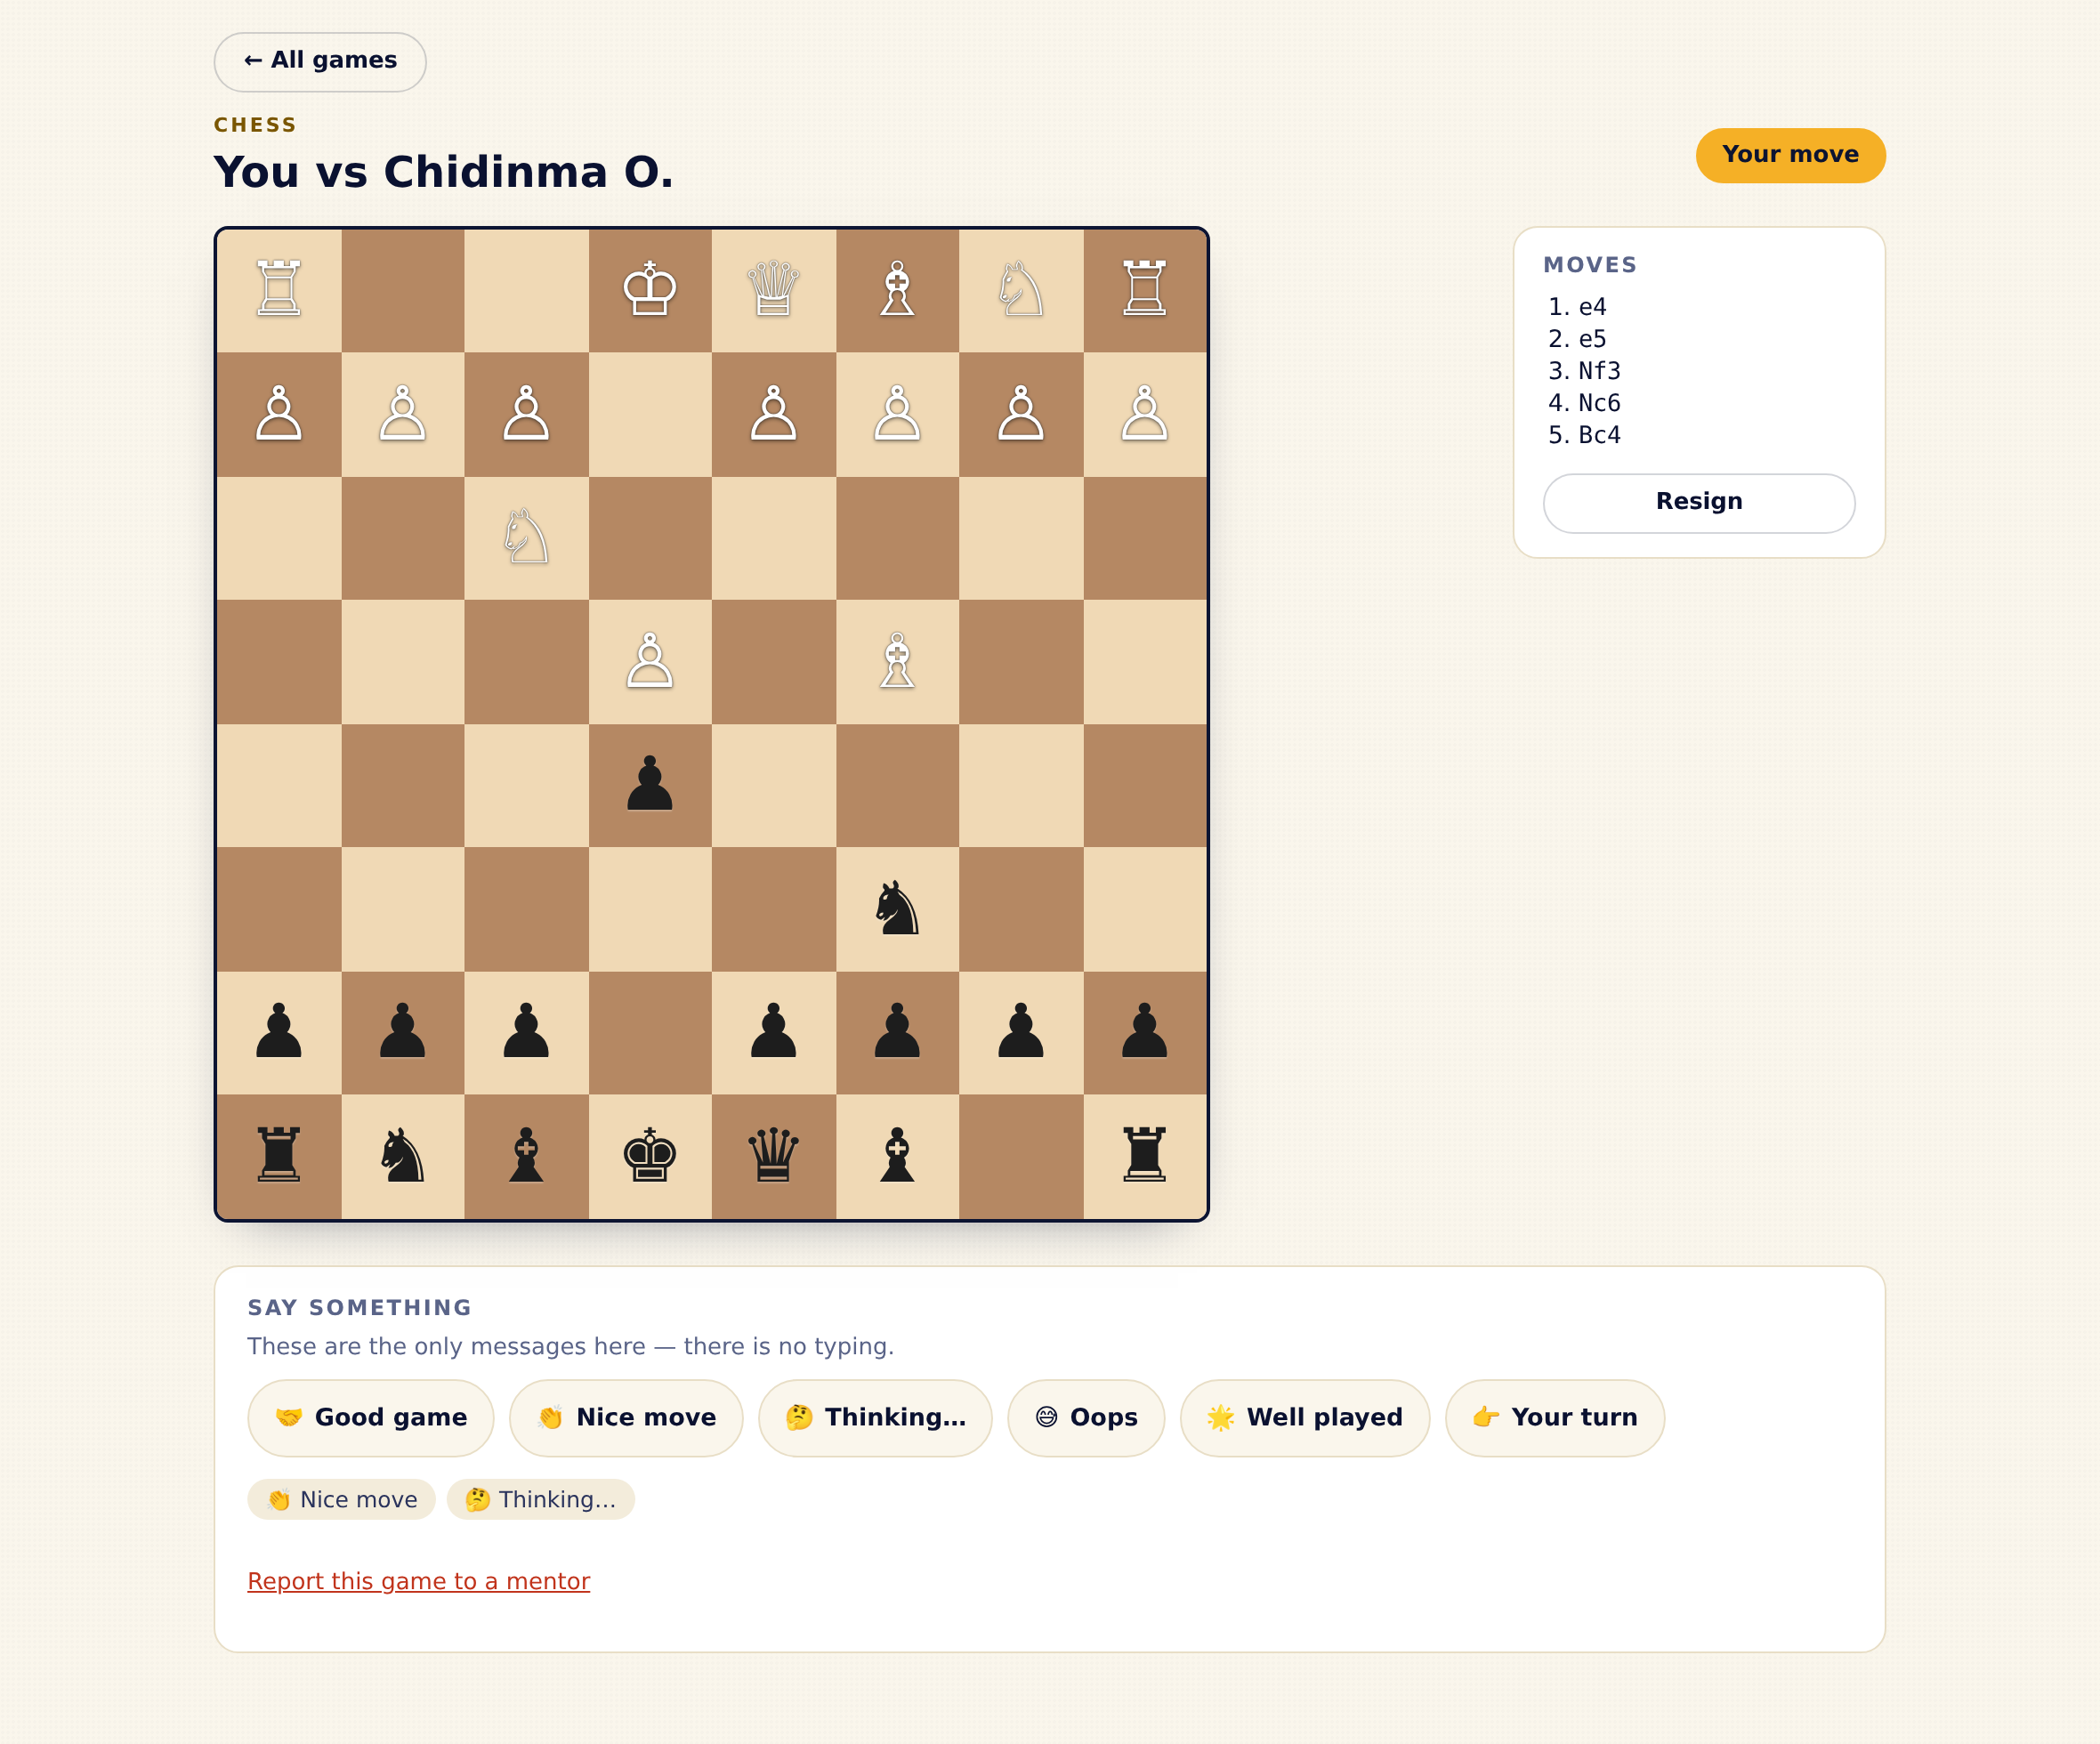 ← All games
CHESS
You vs Chidinma O.
Your move
MOVES
1. e4
2. e5
3. Nf3
4. Nc6
5. Bc4
Resign
SAY SOMETHING
These are the only messages here — there is no typing.
🤝 Good game 👏 Nice move 🤔 Thinking… 😅 Oops 🌟 Well played 👉 Your turn
👏 Nice move 🤔 Thinking…
Report this game to a mentor